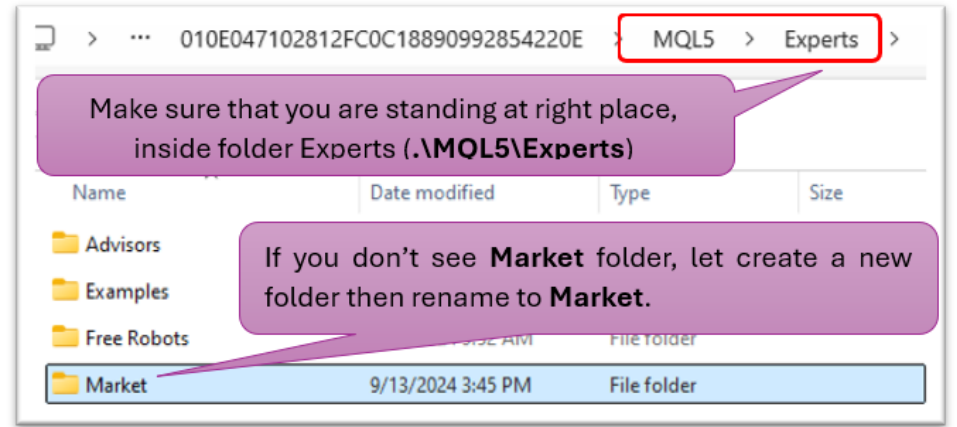 ··· 010E047102812FC0C18890992854220E > MQL5 > Experts >
Make sure that you are standing at right place,
inside folder Experts (.\MQL5\Experts)
Name Date modified Type Size
Advisors
If you don’t see Market folder, let create a new
folder then rename to Market.
Examples
Free Robots AM File folder
Market 9/13/2024 3:45 PM File folder